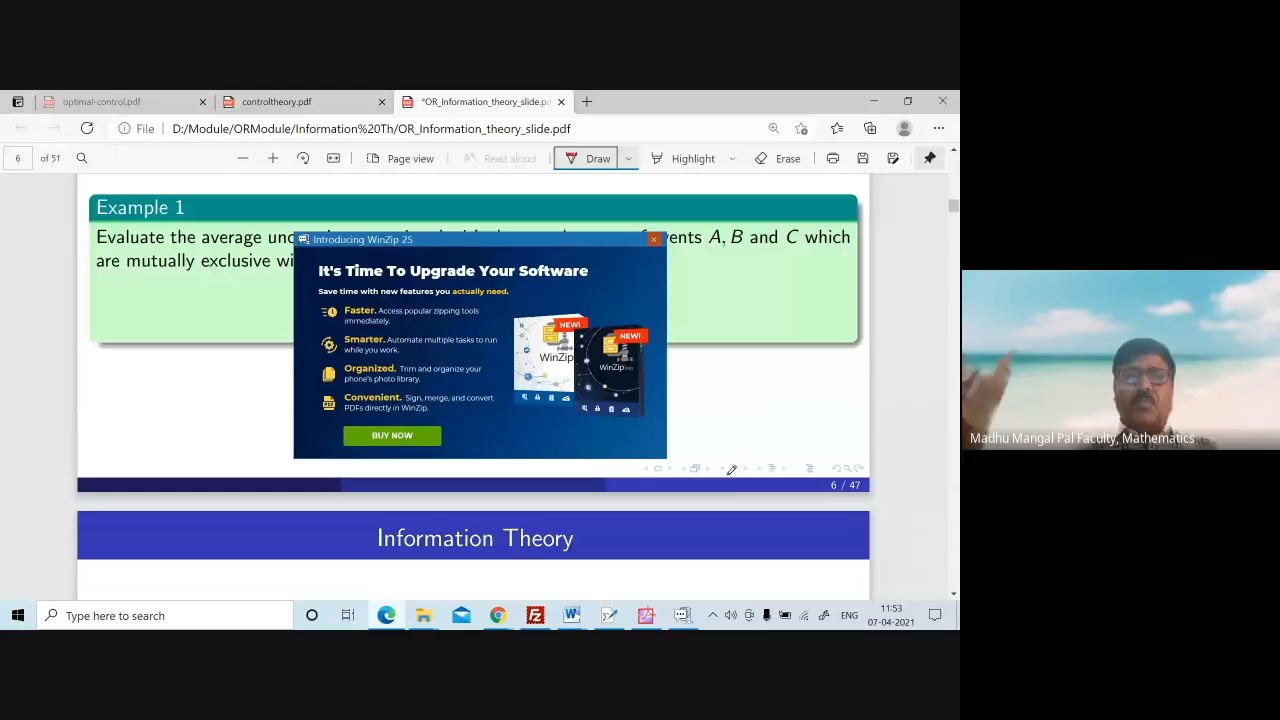 optimal-control.pdf
controltheory.pdf
*OR_Information_theory_slide.pd
File D:/Module/ORModule/Information%20Th/OR_Information_theory_slide.pdf
6 of 51 Page view Read aloud Draw Highlight Erase
Example 1
Evaluate the average
vents A, B and C which
are mutually exclusive
Introducing WinZip 25
It's Time To Upgrade Your Software
Save time with new features you actually need.
Faster. Access popular zipping tools
immediately.
Smarter. Automate multiple tasks to run
while you work.
Organized. Trim and organize your
phone's photo library.
Convenient. Sign, merge, and convert
PDFs directly in WinZip.
BUY NOW
NEW!
WinZip
NEW!
WinZip PRO
6 / 47
Information Theory
Type here to search
ENG
11:53
07-04-2021
Madhu Mangal Pal Faculty, Mathematics